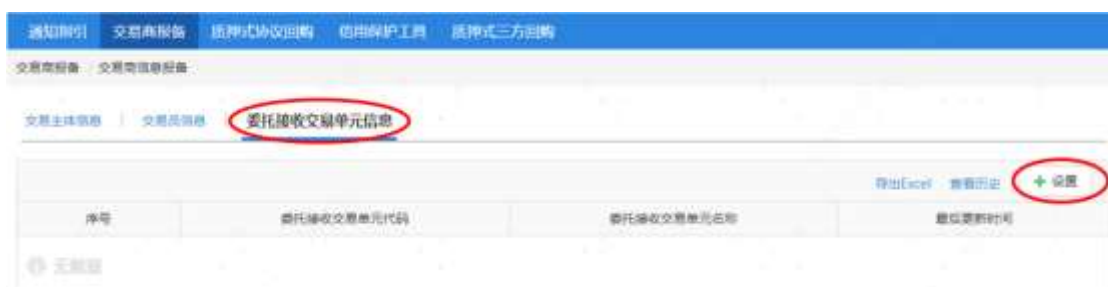 通知指引 交易商报备 质押式协议回购 信用保护工具 质押式三方回购
交易商报备 / 交易商信息报备
交易主体信息 | 交易员信息 委托接收交易单元信息
导出Excel 查看历史 + 设置
序号 委托接收交易单元代码 委托接收交易单元名称 最后更新时间
无数据